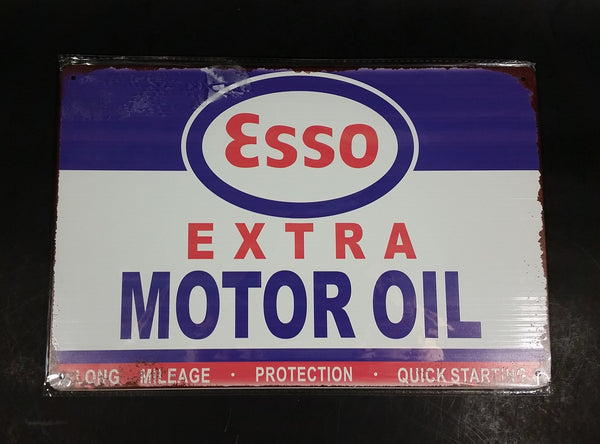 Esso
EXTRA
MOTOR OIL
LONG MILEAGE · PROTECTION · QUICK STARTING